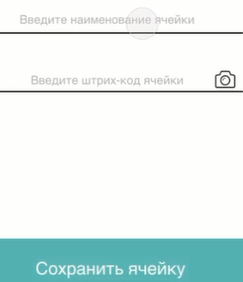 Введите наименование ячейки
Введите штрих-код ячейки
Сохранить ячейку